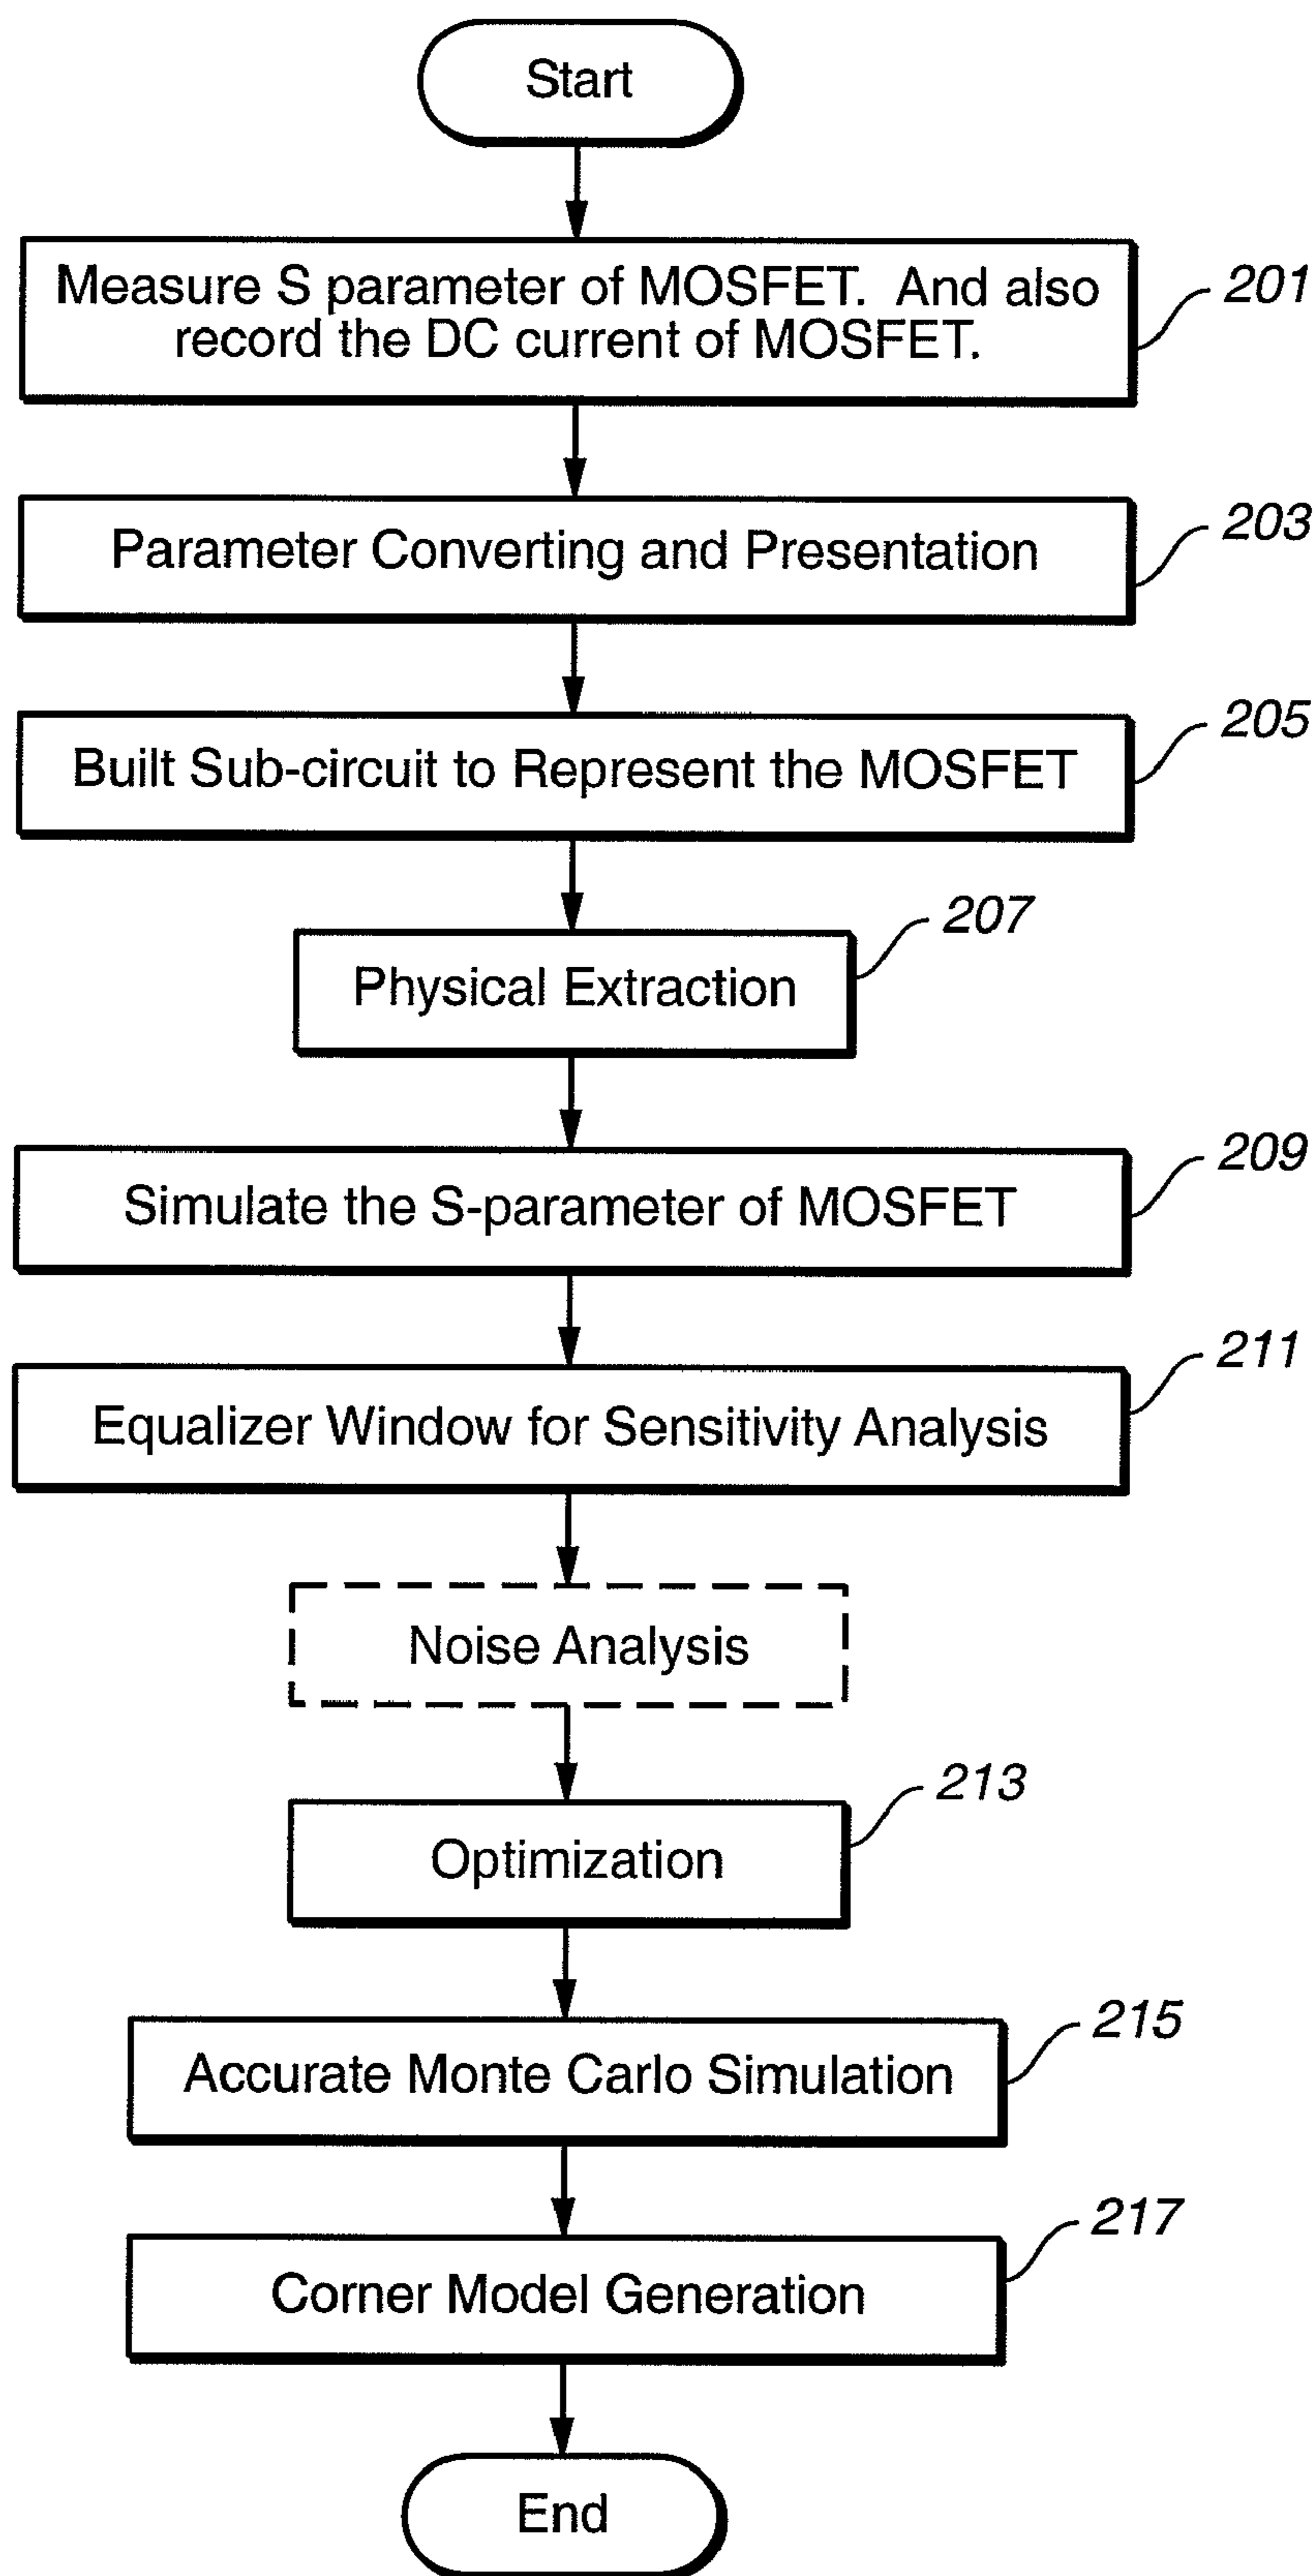 Start
Measure S parameter of MOSFET. And also
record the DC current of MOSFET.
201
Parameter Converting and Presentation
203
Built Sub-circuit to Represent the MOSFET
205
Physical Extraction
207
Simulate the S-parameter of MOSFET
209
Equalizer Window for Sensitivity Analysis
211
Noise Analysis
Optimization
213
Accurate Monte Carlo Simulation
215
Corner Model Generation
217
End